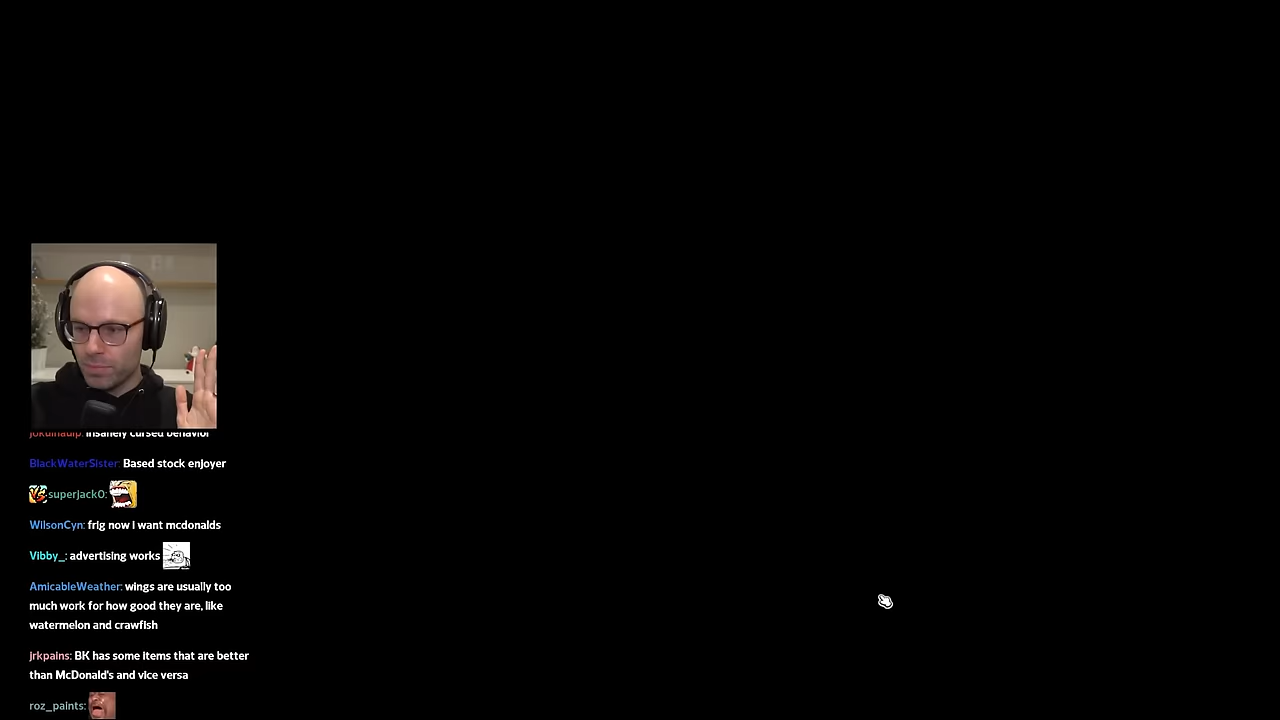 jokulhaulp: insanely cursed behavior
BlackWaterSister: Based stock enjoyer
superjack0:
WilsonCyn: frig now i want mcdonalds
Vibby_: advertising works
AmicableWeather: wings are usually too
much work for how good they are, like
watermelon and crawfish
jrkpains: BK has some items that are better
than McDonald's and vice versa
roz_paints: